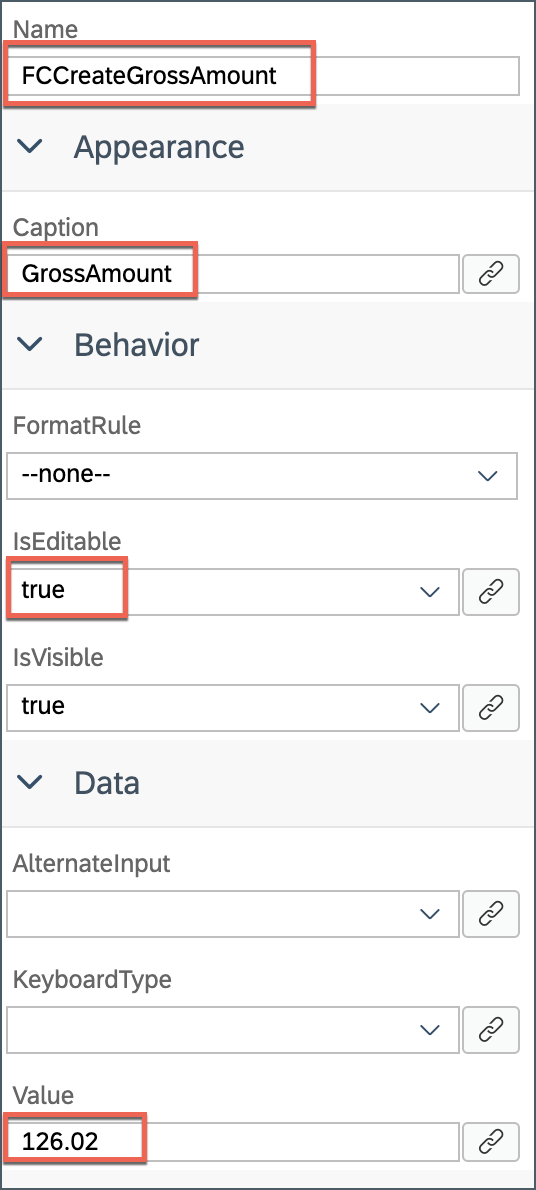 Name
FCCreateGrossAmount
Appearance
Caption
GrossAmount
Behavior
FormatRule
--none--
IsEditable
true
IsVisible
true
Data
AlternateInput
KeyboardType
Value
126.02